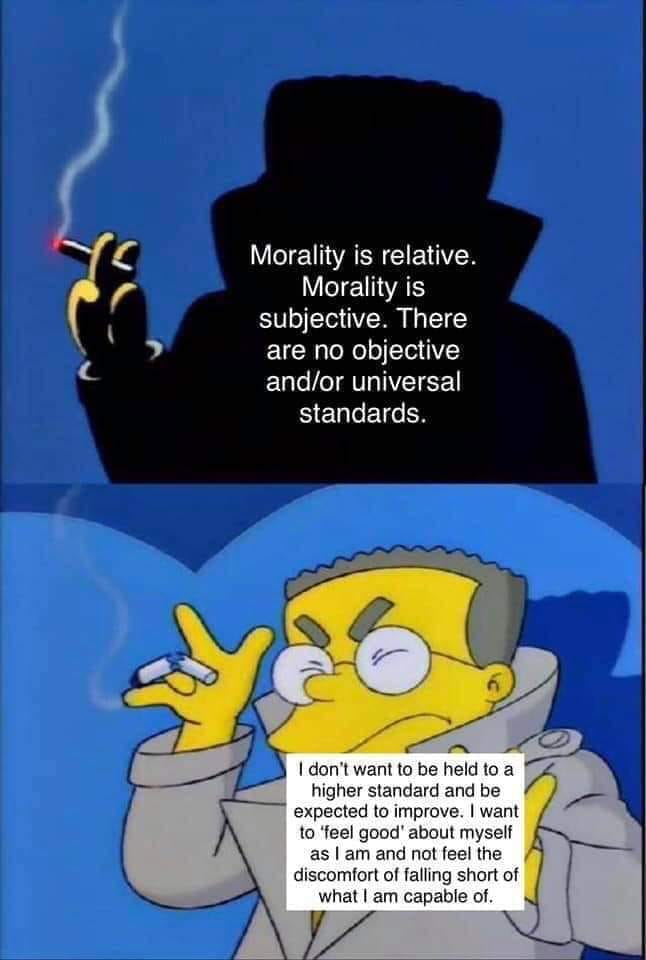 Morality is relative.
Morality is
subjective. There
are no objective
and/or universal
standards.
I don't want to be held to a
higher standard and be
expected to improve. I want
to 'feel good' about myself
as I am and not feel the
discomfort of falling short of
what I am capable of.